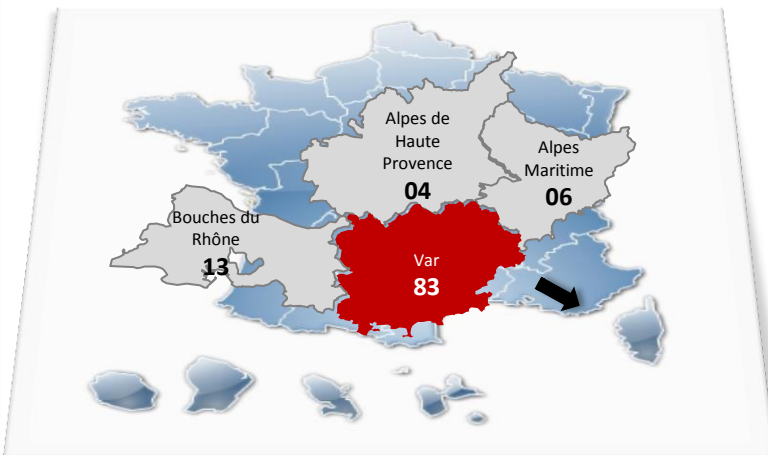 Alpes de
Haute
Provence
04
Alpes
Maritime
06
Bouches du
Rhône
13
Var
83